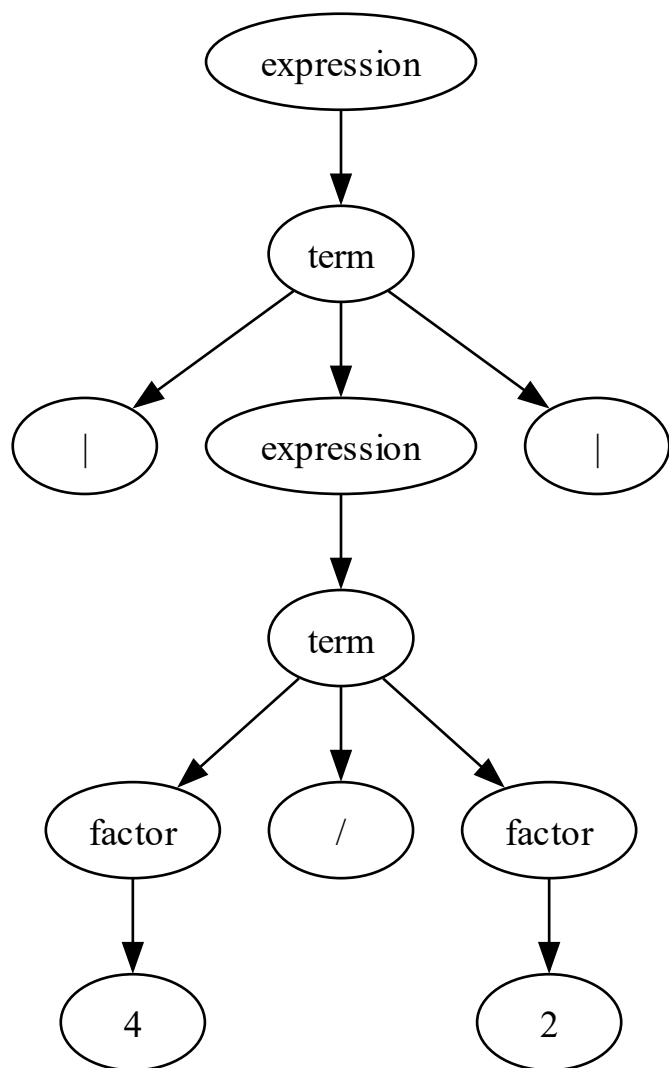 expression
term
| expression |
term
factor / factor
4 2